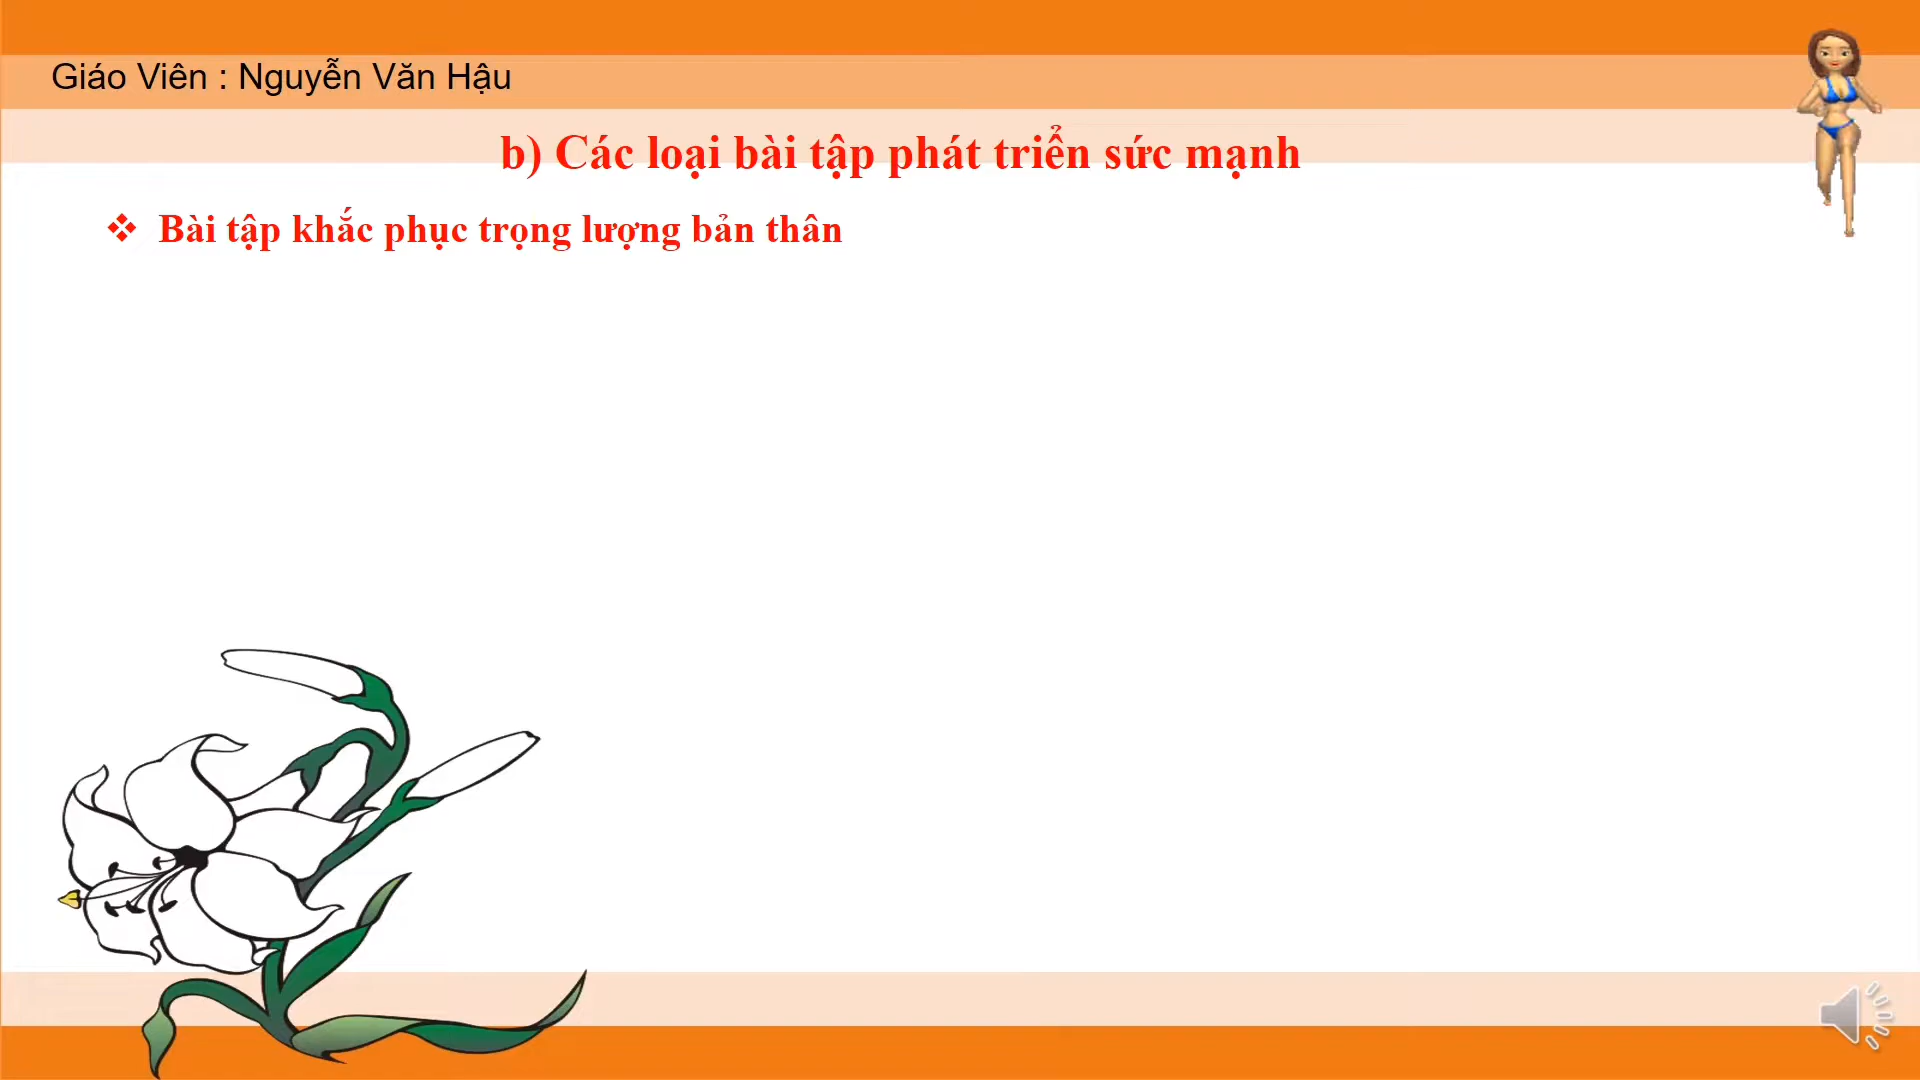 Giáo Viên : Nguyễn Văn Hậu
b) Các loại bài tập phát triển sức mạnh
❖ Bài tập khắc phục trọng lượng bản thân